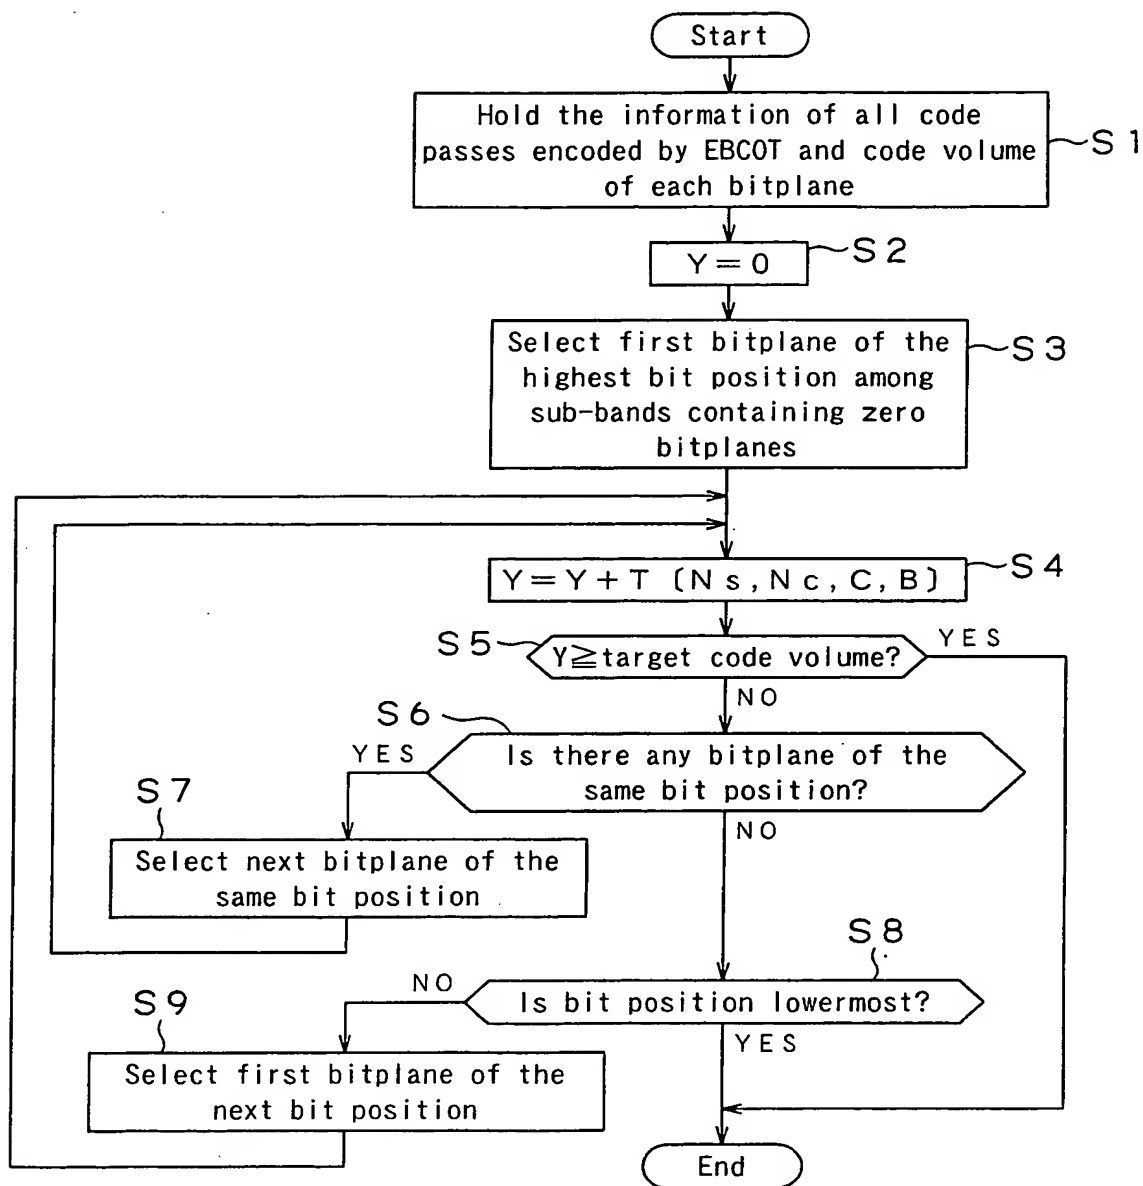 Start
Hold the information of all code
passes encoded by EBCOT and code volume
of each bitplane
S1
Y=0
S2
Select first bitplane of the
highest bit position among
sub-bands containing zero
bitplanes
S3
Y=Y+T (Ns,Nc,C,B)
S4
S5
Y≧target code volume?
YES
NO
S6
YES
Is there any bitplane of the
same bit position?
NO
S7
Select next bitplane of the
same bit position
S8
NO
Is bit position lowermost?
YES
S9
Select first bitplane of the
next bit position
End